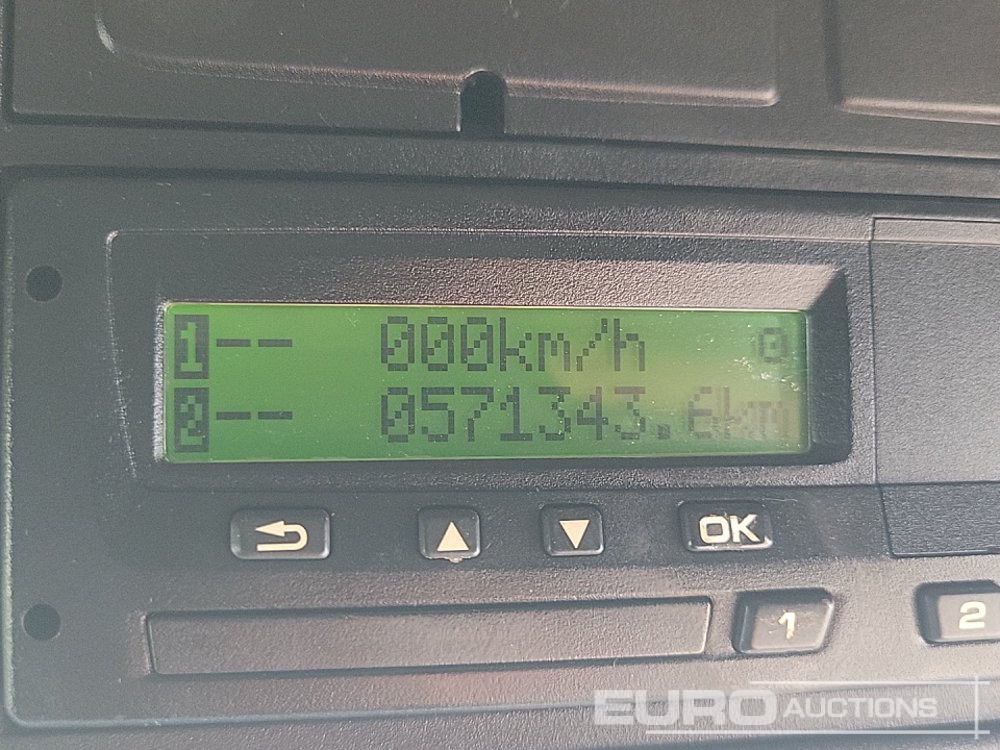 1 -- 000km/h
2 -- 0571343.6km
OK
1
2
EURO AUCTIONS